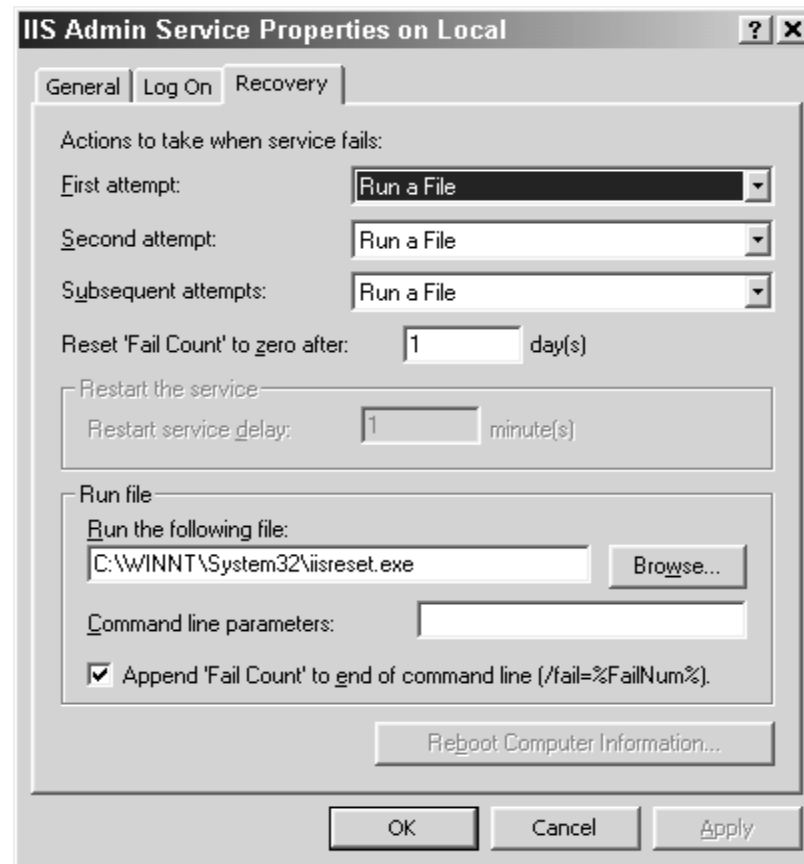 IIS Admin Service Properties on Local
General Log On Recovery
Actions to take when service fails:
First attempt: Run a File
Second attempt: Run a File
Subsequent attempts: Run a File
Reset 'Fail Count' to zero after: 1 day(s)
Restart the service
Restart service delay: 1 minute(s)
Run file
Run the following file:
C:\WINNT\System32\iisreset.exe Browse...
Command line parameters:
Append 'Fail Count' to end of command line (/fail=%FailNum%).
Reboot Computer Information...
OK Cancel Apply